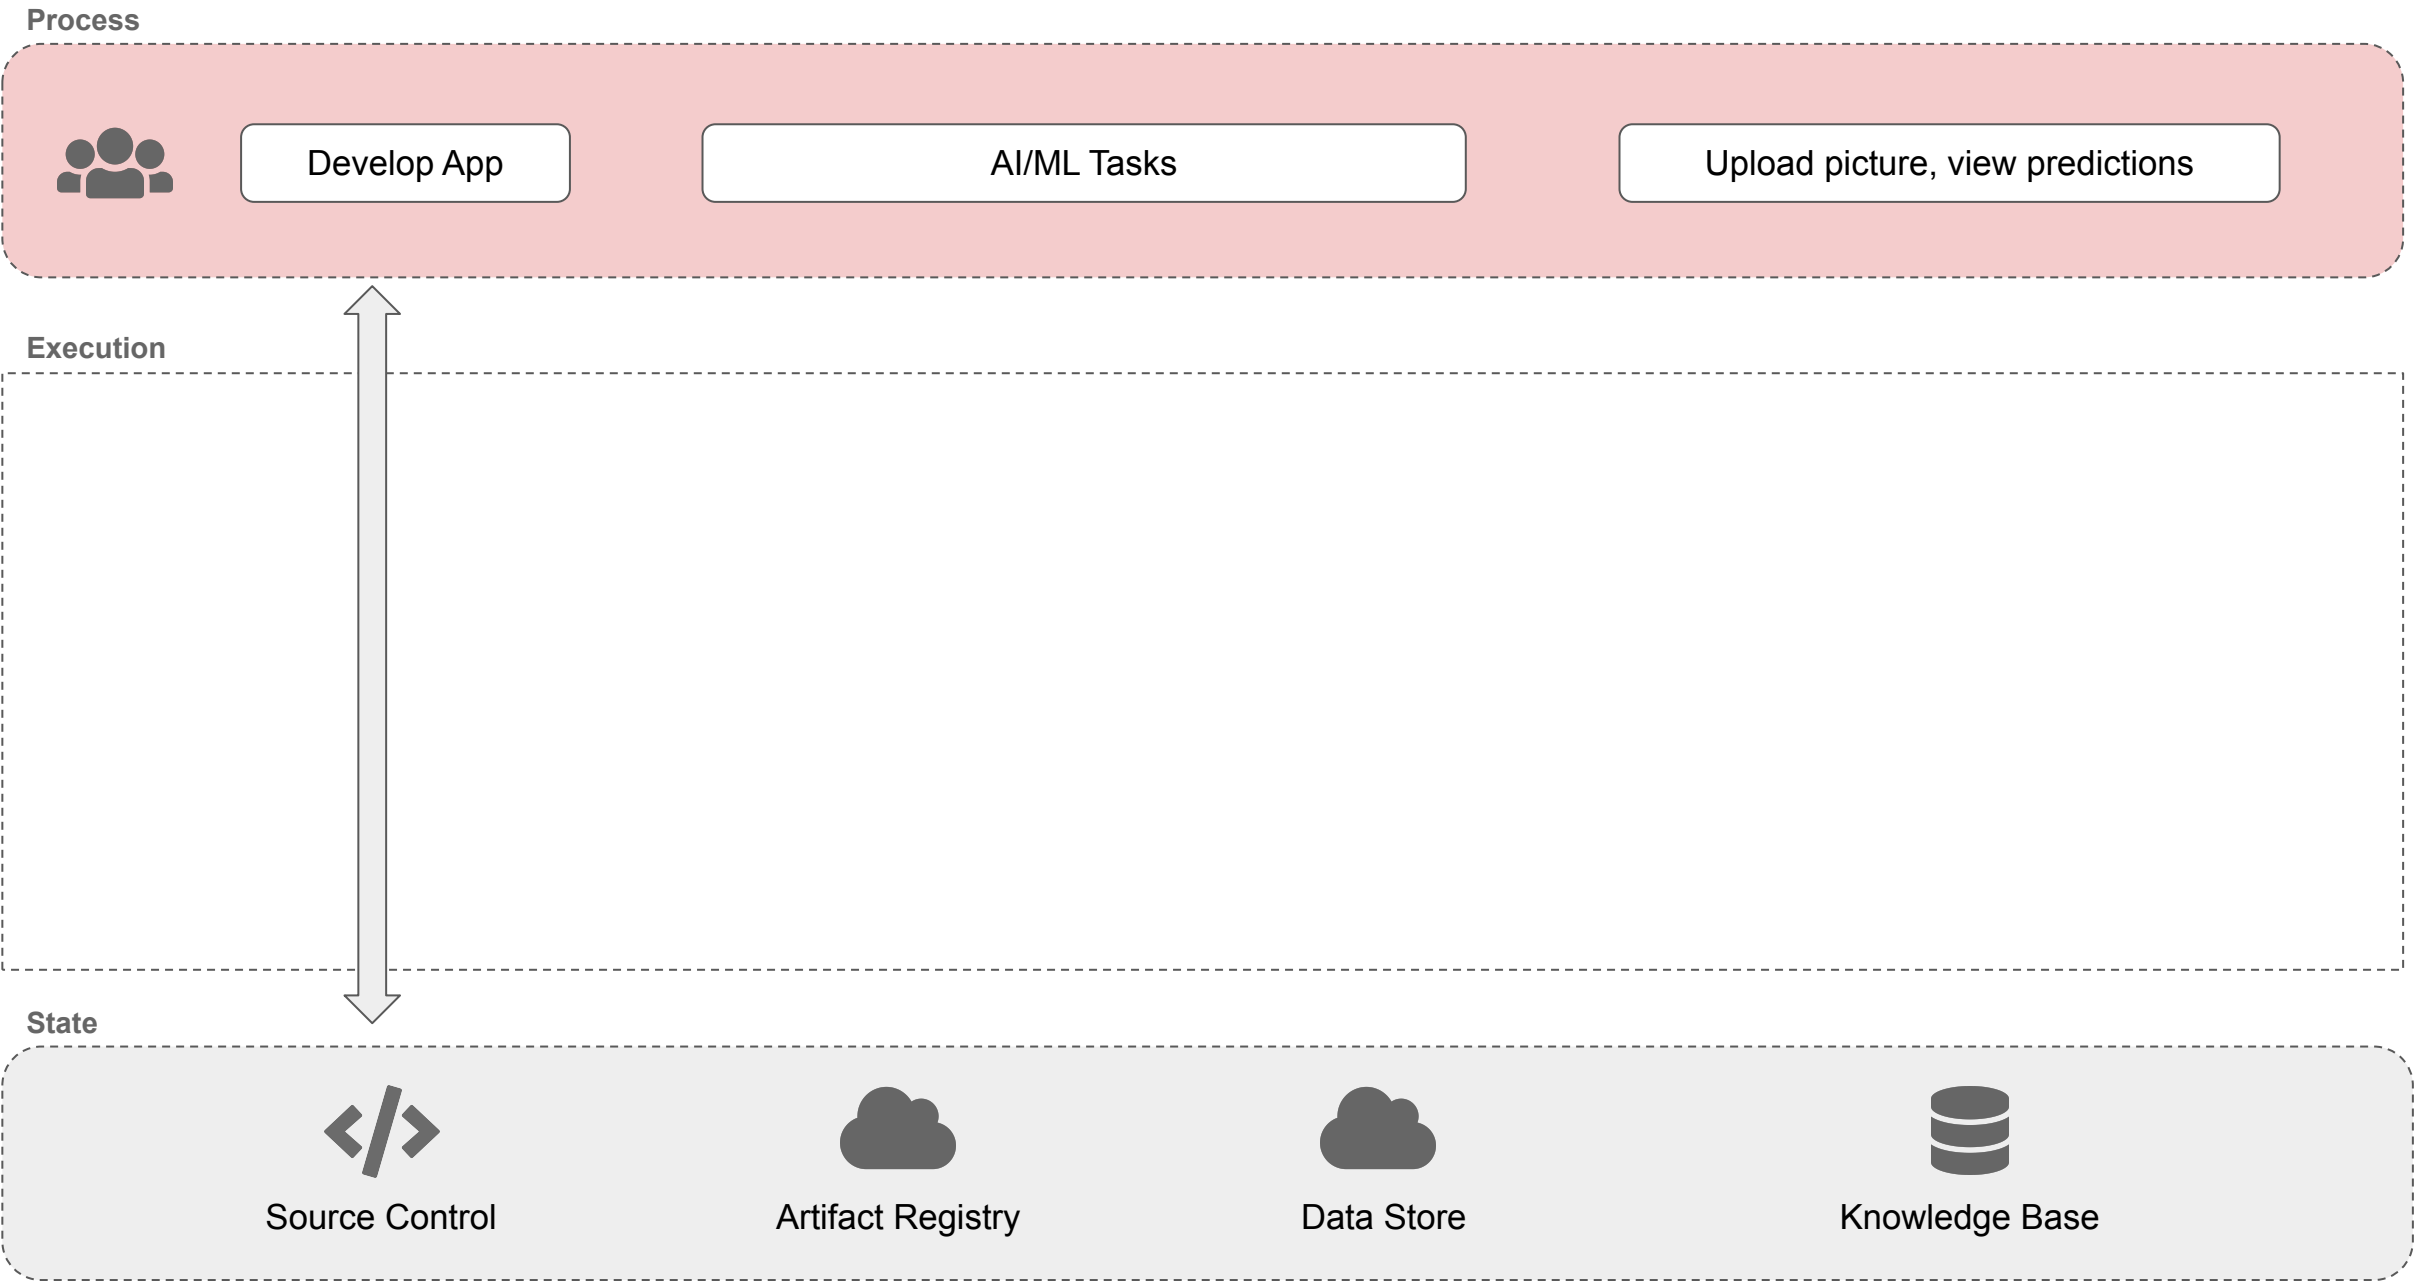 Process
Develop App
AI/ML Tasks
Upload picture, view predictions
Execution
State
Source Control
Artifact Registry
Data Store
Knowledge Base